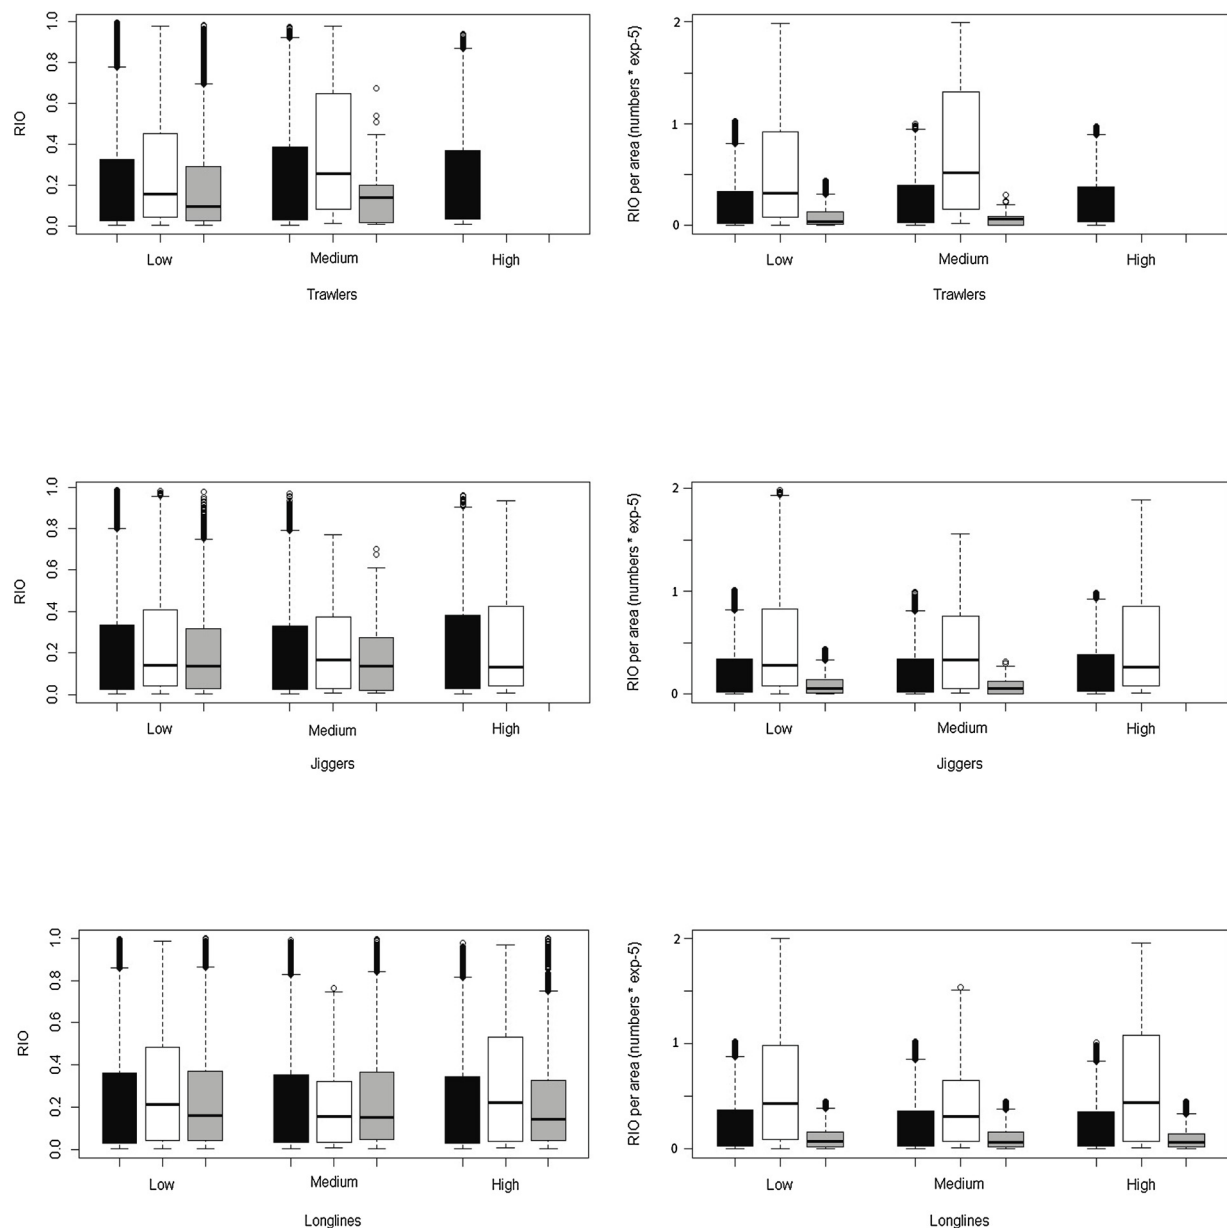 RIO
1.0
0.8
0.6
0.4
0.2
0.0
Low
Medium
High
Trawlers
RIO per area (numbers * exp-5)
2
1
0
Low
Medium
High
Trawlers
RIO
1.0
0.8
0.6
0.4
0.2
0.0
Low
Medium
High
Jiggers
RIO per area (numbers * exp-5)
2
1
0
Low
Medium
High
Jiggers
RIO
1.0
0.8
0.6
0.4
0.2
0.0
Low
Medium
High
Longlines
RIO per area (numbers * exp-5)
2
1
0
Low
Medium
High
Longlines